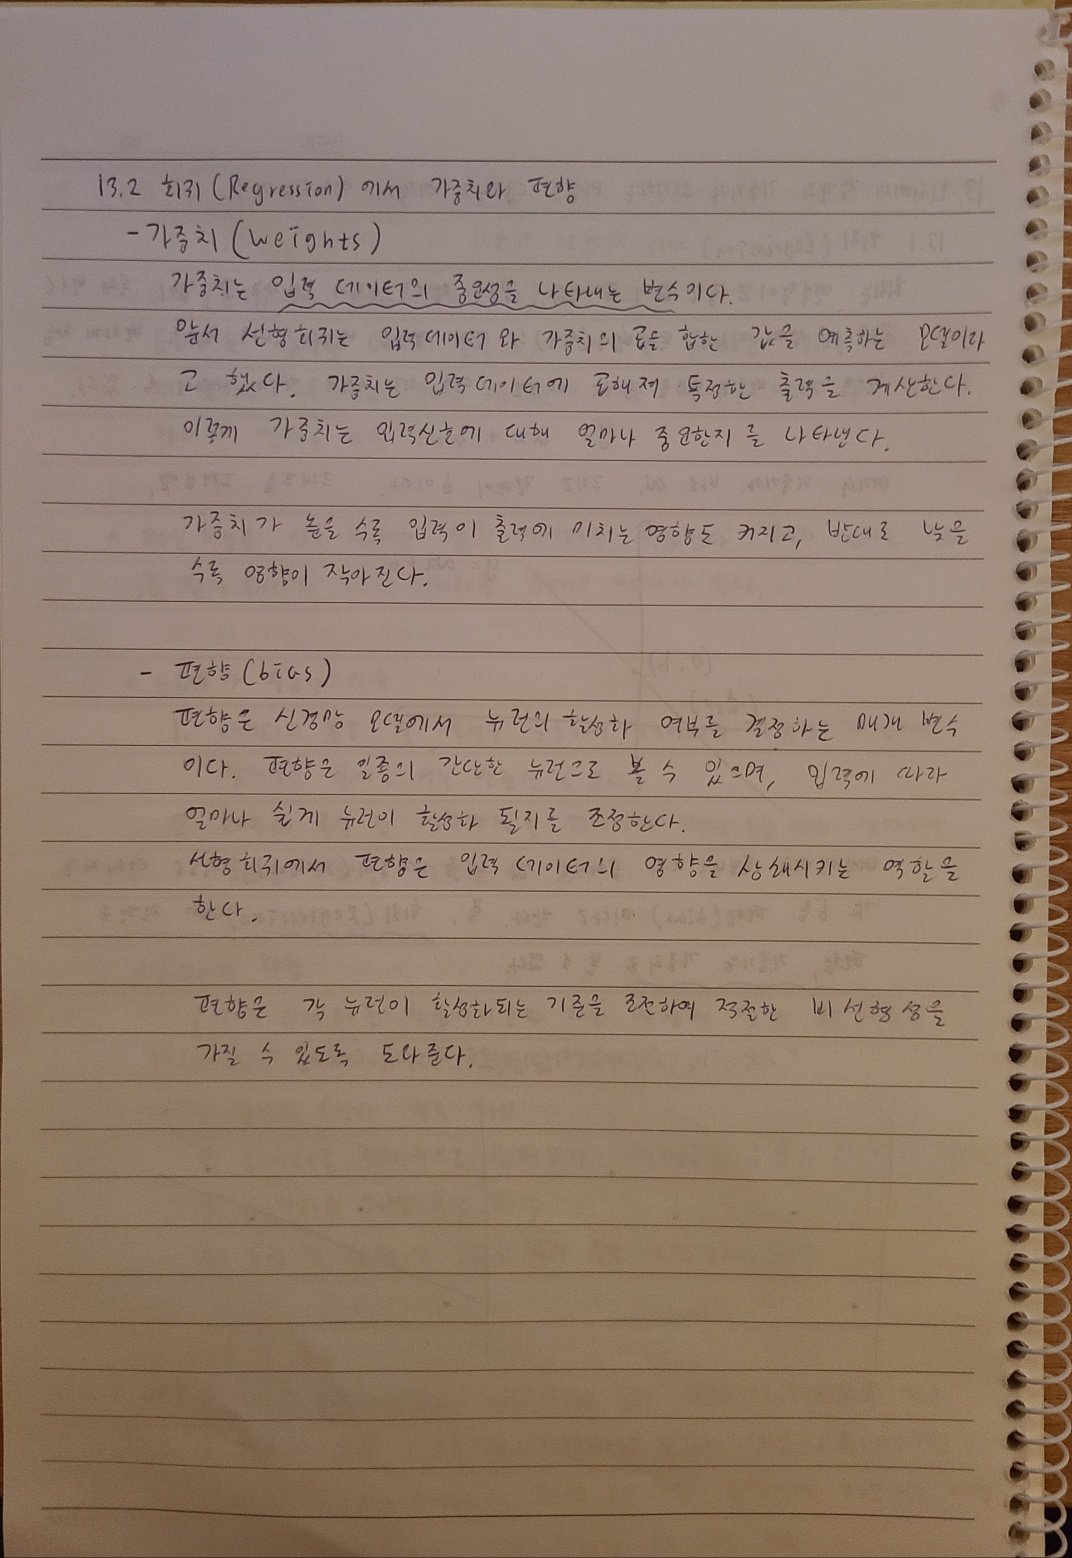 13.2 회귀(Regression)에서 가중치와 편향
- 가중치(weights)
가중치는 입력 데이터의 중요성을 나타내는 변수이다.
앞서 선형회귀는 입력데이터와 가중치의 곱을 합한 값을 예측하는 모델이라
고 했다. 가중치는 입력데이터에 곱해져 특정한 출력을 계산한다.
이렇게 가중치는 입력신호에 대해 얼마나 중요한지를 나타낸다.
가중치가 높을 수록 입력이 출력에 미치는 영향도 커지고, 반대로 낮을
수록 영향이 작아진다.
- 편향(bias)
편향은 신경망 모델에서 뉴런의 활성화 여부를 결정하는 매개 변수
이다. 편향은 일종의 간단한 뉴런으로 볼 수 있으며, 입력에 따라
얼마나 쉽게 뉴런이 활성화 될지를 조정한다.
선형회귀에서 편향은 입력 데이터의 영향을 상쇄시키는 역할을
한다.
편향은 각 뉴런이 활성화되는 기준을 조절하여 적절한 비선형성을
가질 수 있도록 도와준다.